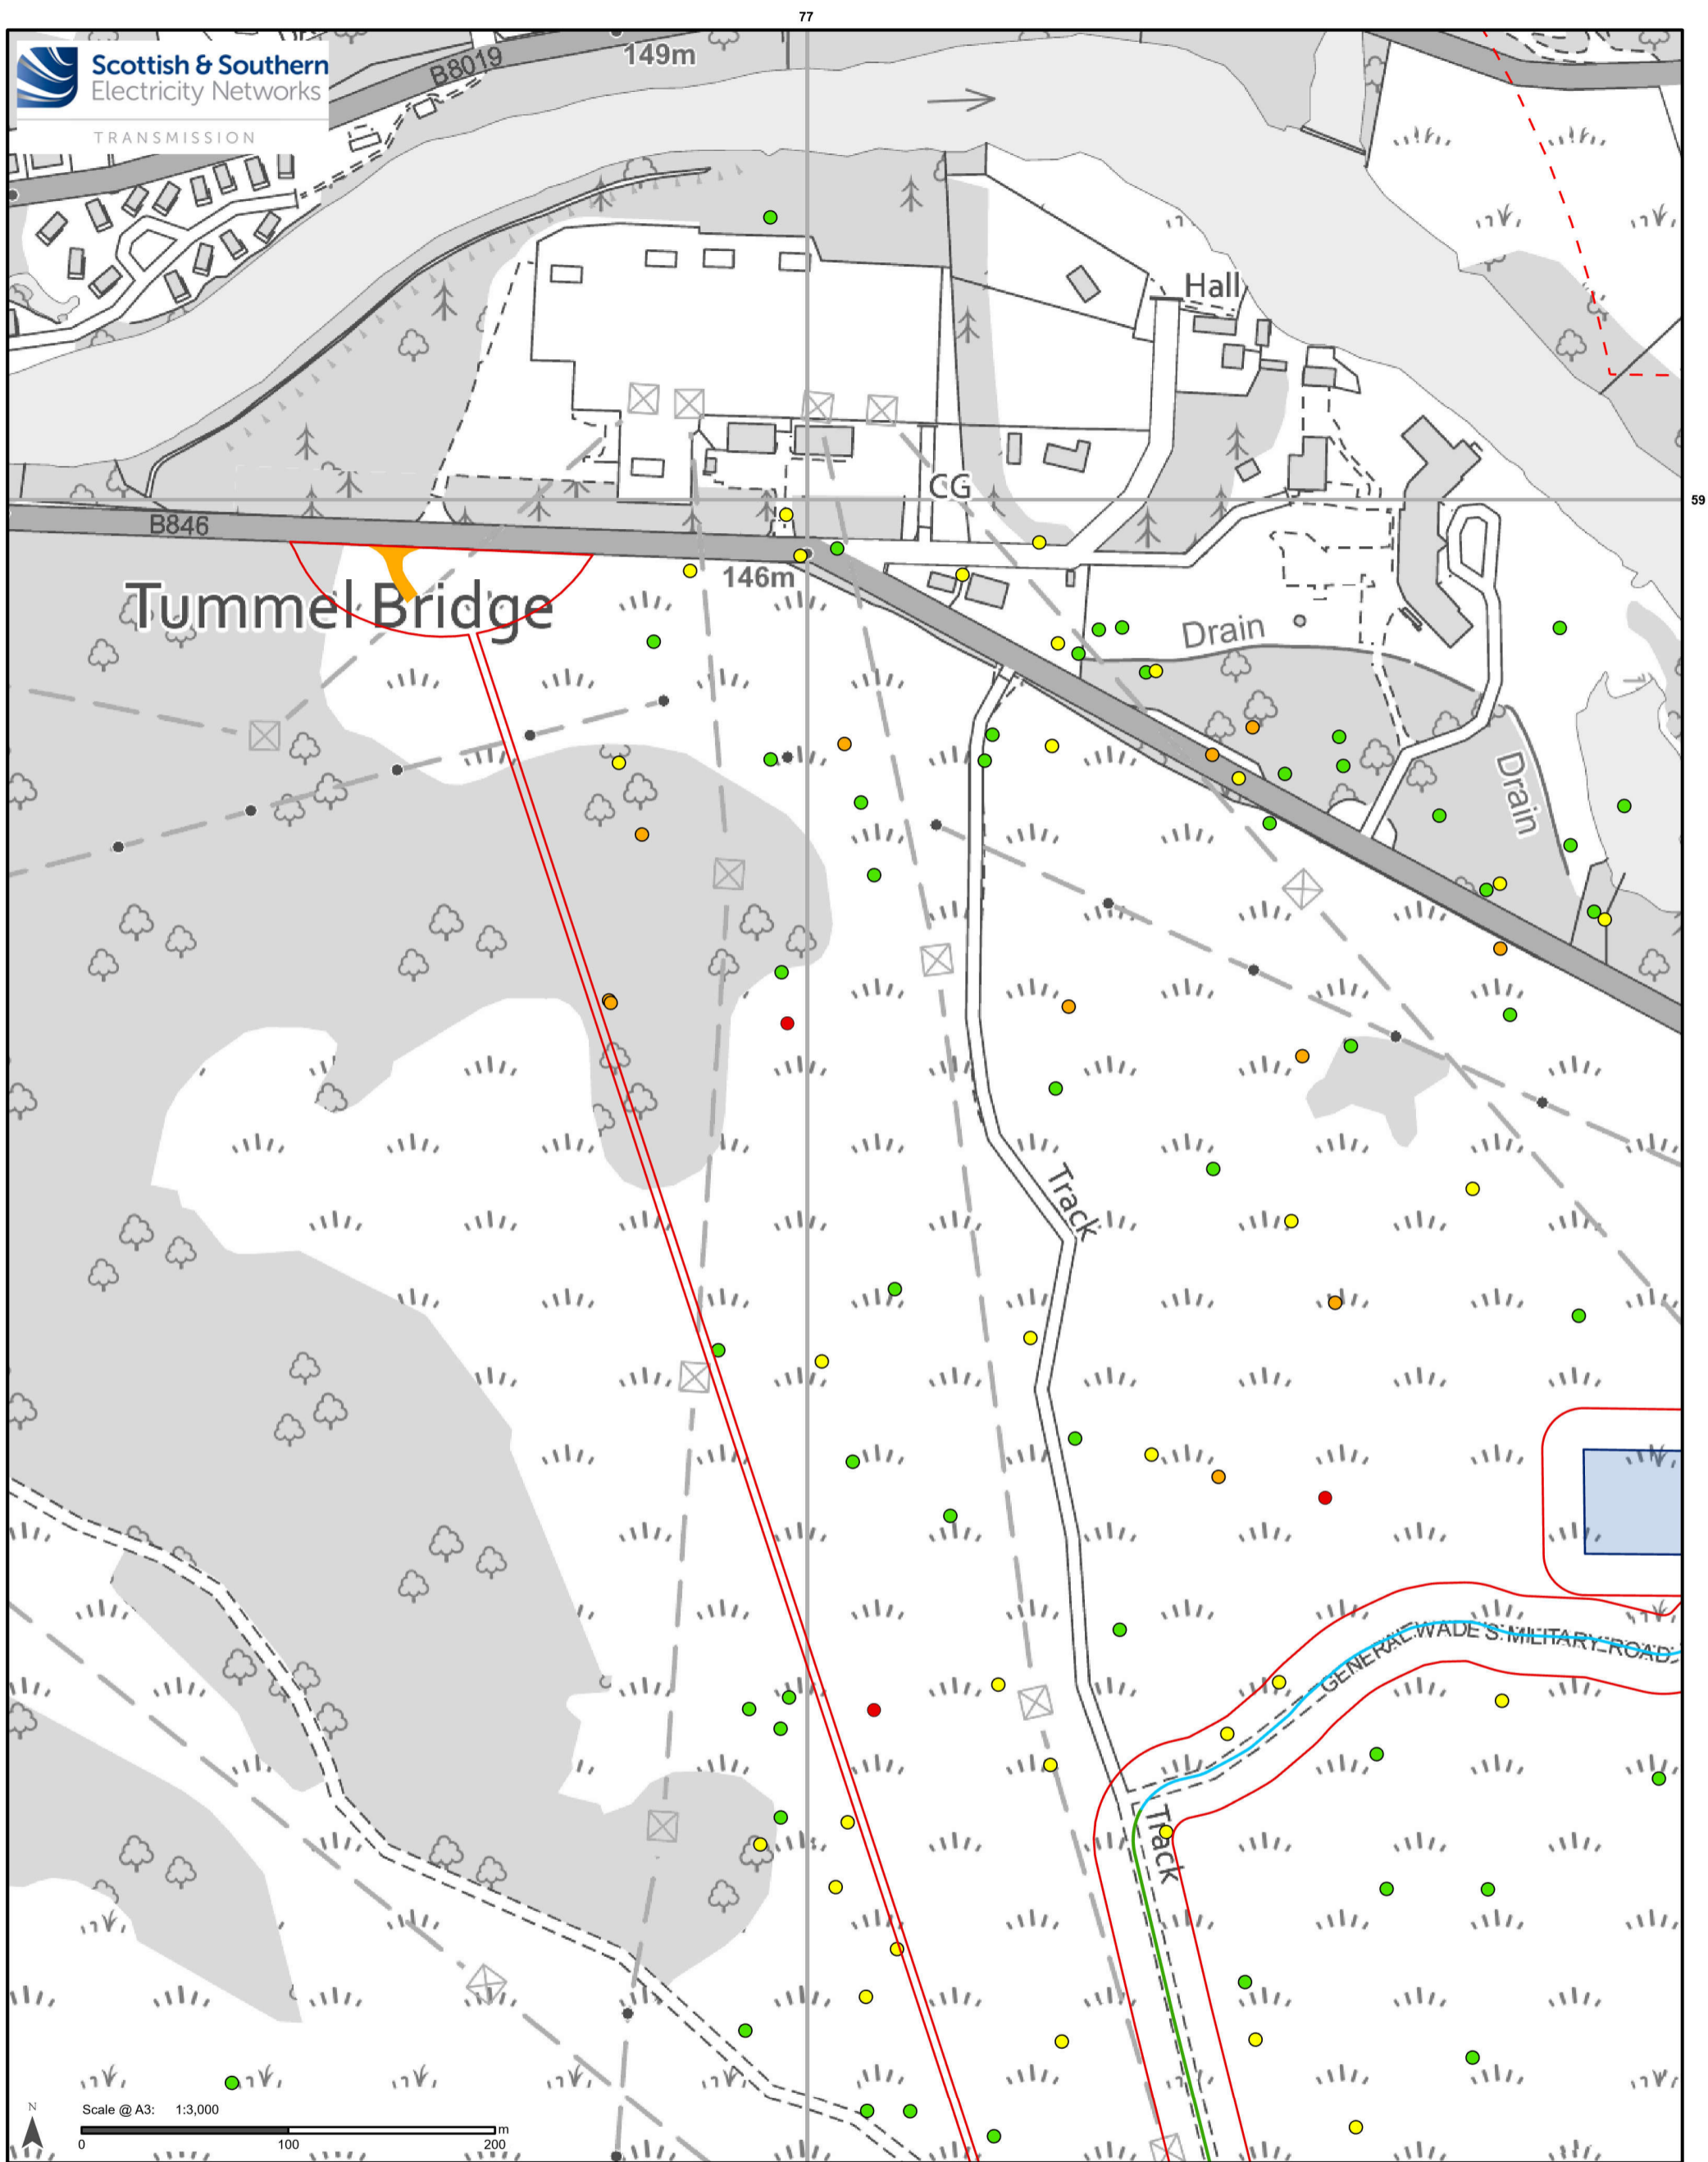 77
Scottish & Southern
Electricity Networks
TRANSMISSION
B8019
149m
Hall
CG
59
B846
146m
Tummel Bridge
Drain
Drain
Track
GENERAL WADE'S MILITARY ROAD
Track
N
Scale @ A3: 1:3,000
m
0 100 200